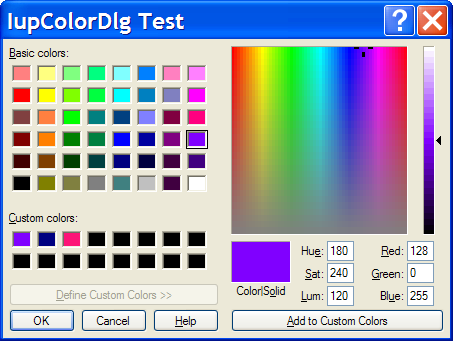 IupColorDlg Test
Basic colors:
Custom colors:
Define Custom Colors >>
OK
Cancel
Help
Color|Solid
Hue: 180
Sat: 240
Lum: 120
Red: 128
Green: 0
Blue: 255
Add to Custom Colors